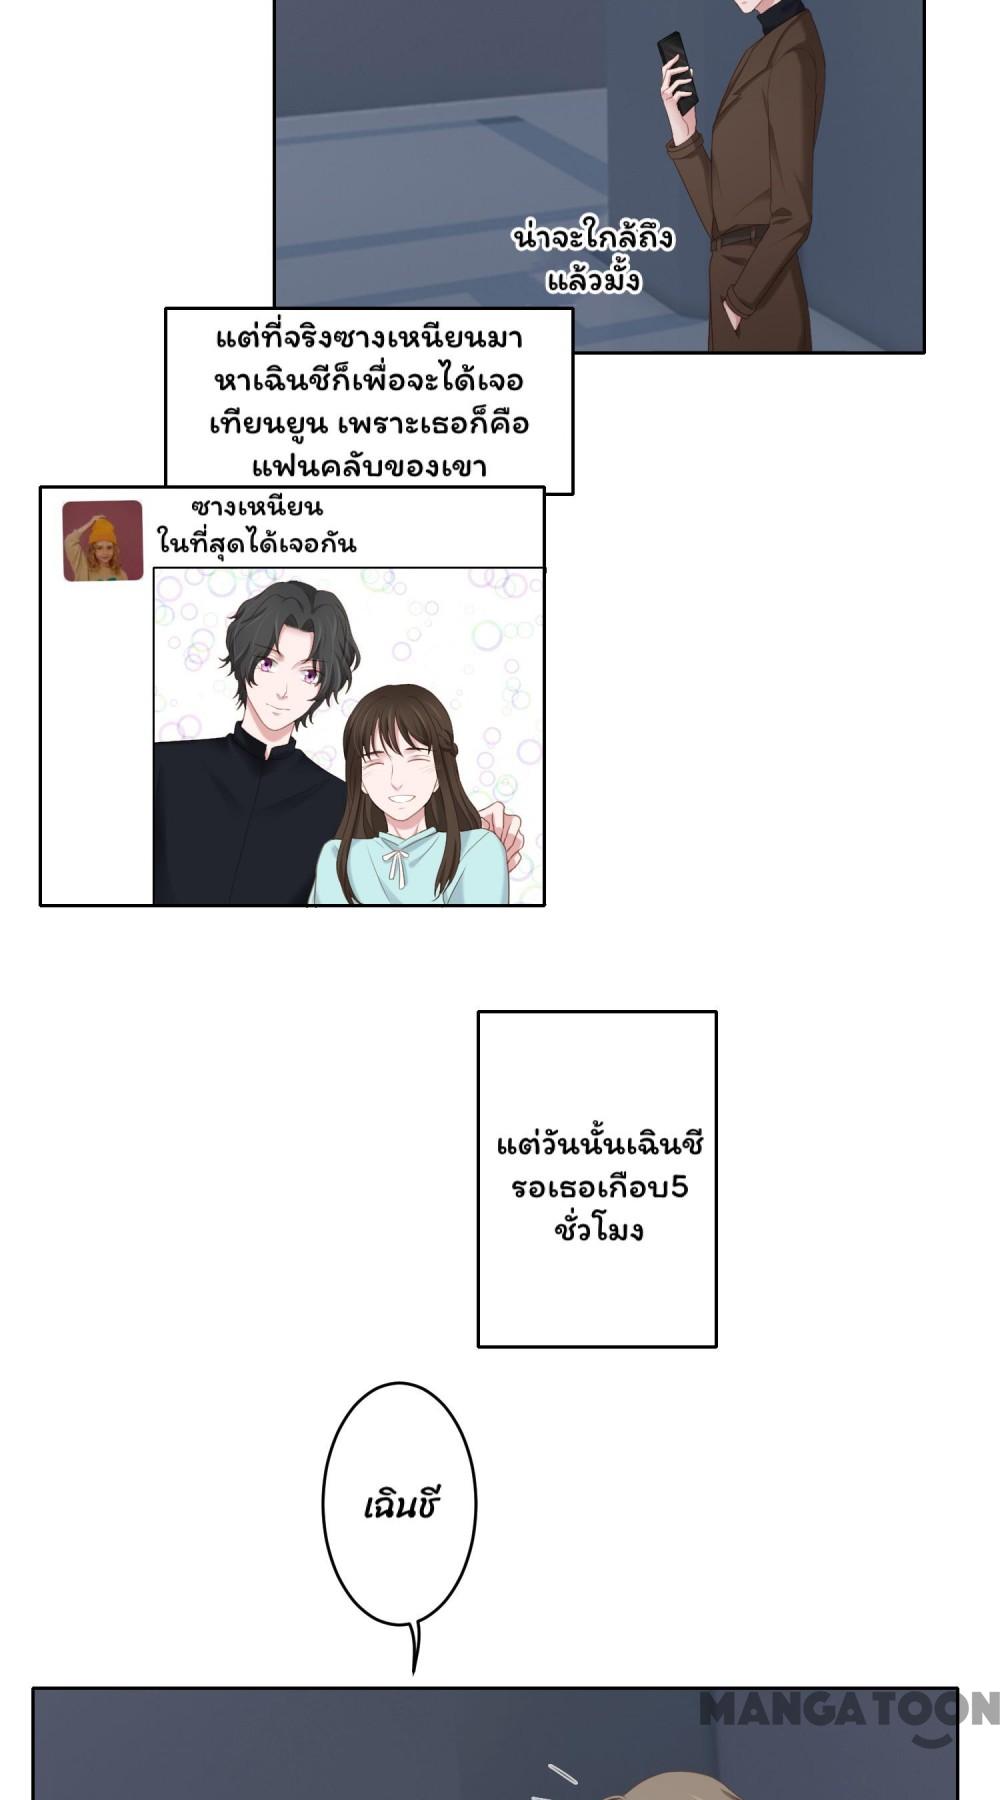 น่าจะใกล้ถึง
แล้วมั้ง
แต่ที่จริงซางเหนียนมา
หาเฉินชีก็เพื่อจะได้เจอ
เทียนยูน เพราะเธอก็คือ
แฟนคลับของเขา
ซางเหนียน
ในที่สุดได้เจอกัน
แต่วันนั้นเฉินชี
รอเธอเกือบ5
ชั่วโมง
เฉินชี
MANGATOON